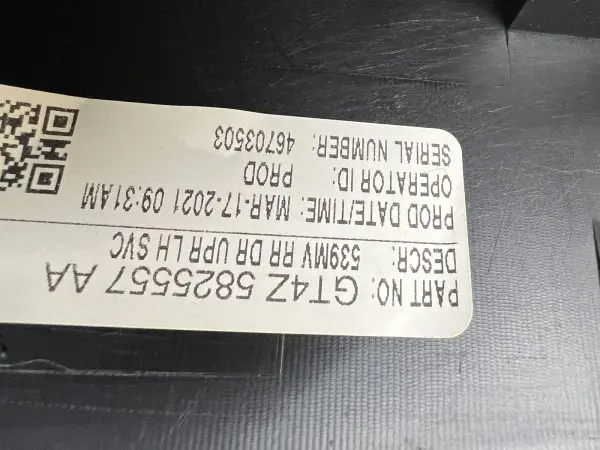 PART NO: GT4Z 5825557 AA
DESCR: 539MV RR DR UPR LH SVC
PROD DATE/TIME: MAR-17-2021 09:31AM
OPERATOR ID: PROD
SERIAL NUMBER: 46703503